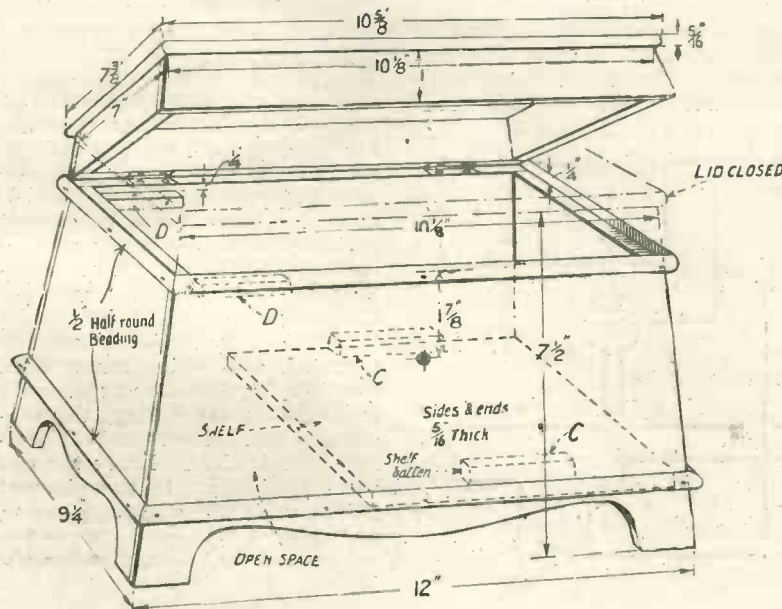 10 5/8"
5/16"
7 3/8"
10 1/8"
7"
1/4"
1/4"
LID CLOSED
D
10 1/8"
D
7/8"
1/2" Half round
Beading
7 1/2"
C
SHELF
Sides & ends
5/16" Thick
C
Shelf
batten
9 1/4"
OPEN SPACE
12"